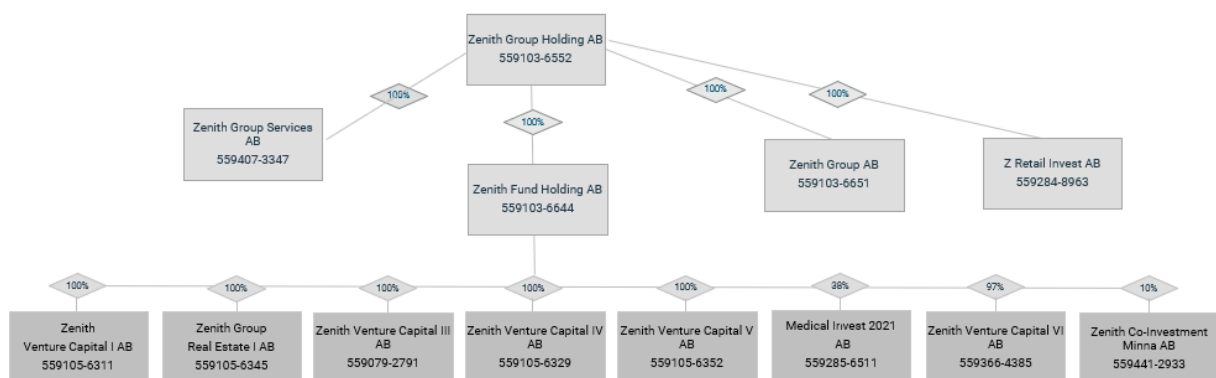 Zenith Group Holding AB
559103-6552
100%
100%
100%
100%
Zenith Group Services
AB
559407-3347
Zenith Fund Holding AB
559103-6644
Zenith Group AB
559103-6651
Z Retail Invest AB
559284-8963
100%
100%
100%
100%
100%
38%
97%
10%
Zenith
Venture Capital I AB
559105-6311
Zenith Group
Real Estate I AB
559105-6345
Zenith Venture Capital III
AB
559079-2791
Zenith Venture Capital IV
AB
559105-6329
Zenith Venture Capital V
AB
559105-6352
Medical Invest 2021
AB
559285-6511
Zenith Venture Capital VI
AB
559366-4385
Zenith Co-Investment
Minna AB
559441-2933